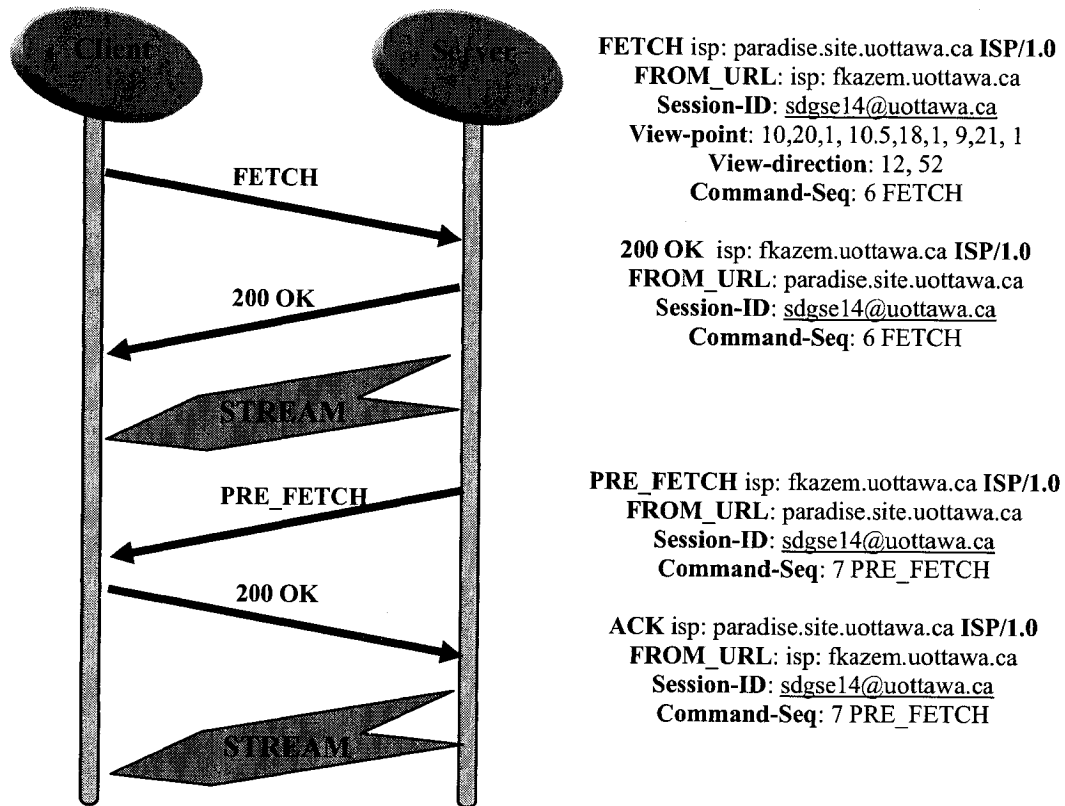 Client
Server
FETCH isp: paradise.site.uottawa.ca ISP/1.0
FROM_URL: isp: fkazem.uottawa.ca
Session-ID: sdgse14@uottawa.ca
View-point: 10,20,1, 10.5,18,1, 9,21, 1
View-direction: 12, 52
Command-Seq: 6 FETCH
FETCH
200 OK isp: fkazem.uottawa.ca ISP/1.0
FROM_URL: paradise.site.uottawa.ca
Session-ID: sdgse14@uottawa.ca
Command-Seq: 6 FETCH
200 OK
STREAM
PRE_FETCH isp: fkazem.uottawa.ca ISP/1.0
FROM_URL: paradise.site.uottawa.ca
Session-ID: sdgse14@uottawa.ca
Command-Seq: 7 PRE_FETCH
PRE_FETCH
200 OK
ACK isp: paradise.site.uottawa.ca ISP/1.0
FROM_URL: isp: fkazem.uottawa.ca
Session-ID: sdgse14@uottawa.ca
Command-Seq: 7 PRE_FETCH
STREAM